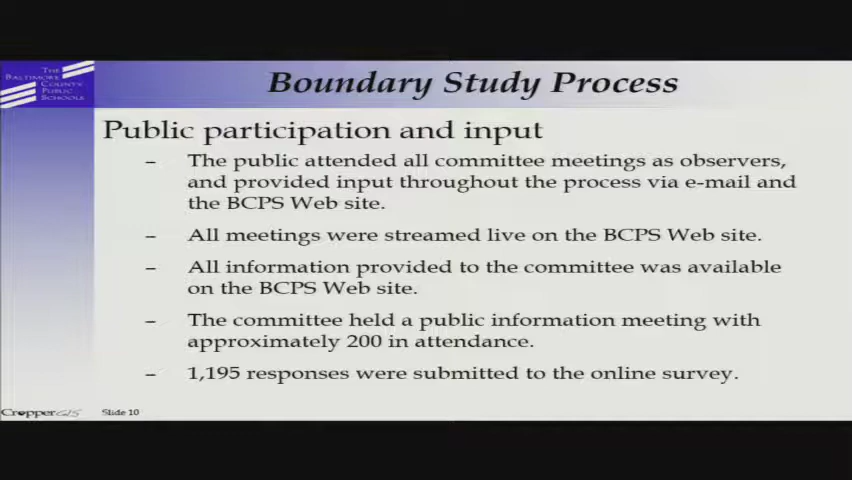 THE
BALTIMORE
COUNTY
PUBLIC
SCHOOLS
Boundary Study Process
Public participation and input
– The public attended all committee meetings as observers,
and provided input throughout the process via e-mail and
the BCPS Web site.
– All meetings were streamed live on the BCPS Web site.
– All information provided to the committee was available
on the BCPS Web site.
– The committee held a public information meeting with
approximately 200 in attendance.
– 1,195 responses were submitted to the online survey.
Cropper GIS
Slide 10